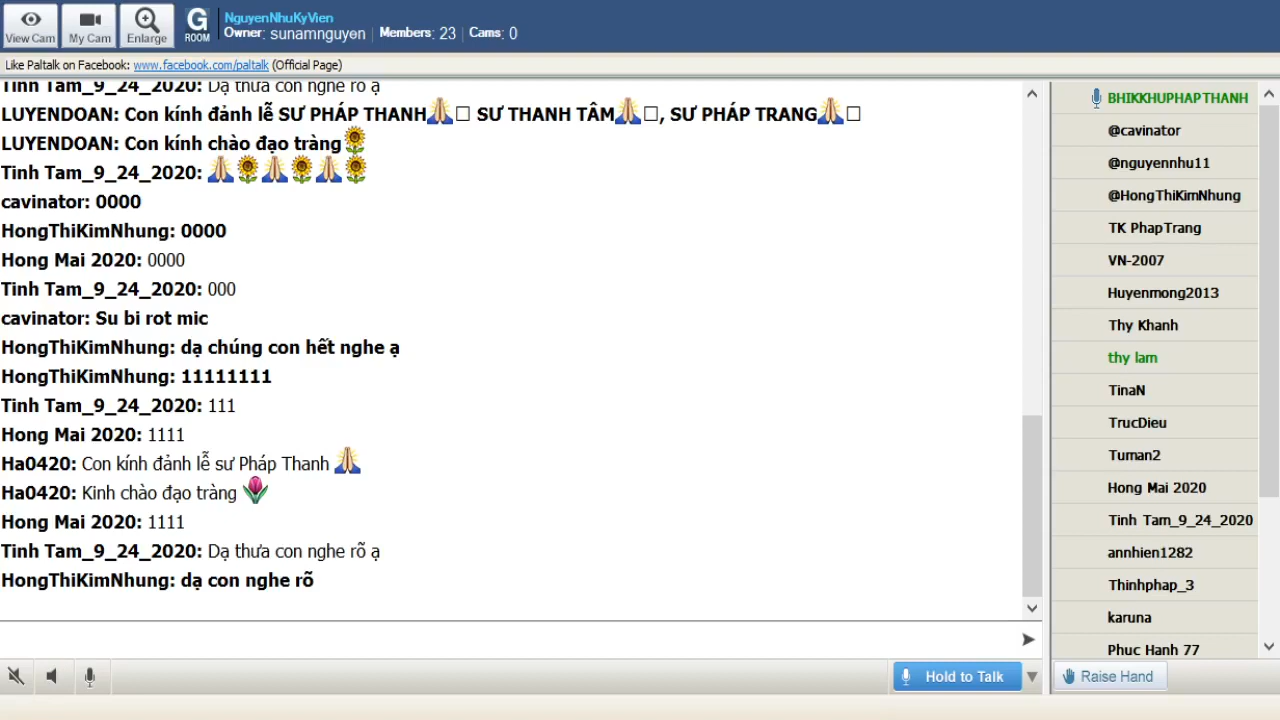 View Cam
My Cam
Enlarge
G
ROOM
NguyenNhuKyVien
Owner: sunamnguyen | Members: 23 | Cams: 0
Like Paltalk on Facebook: www.facebook.com/paltalk (Official Page)
Tinh Tam_9_24_2020: Dạ thưa con nghe rõ ạ
LUYENDOAN: Con kính đảnh lễ SƯ PHÁP THANH🙏 SƯ THANH TÂM🙏, SƯ PHÁP TRANG🙏
LUYENDOAN: Con kính chào đạo tràng🌻
Tinh Tam_9_24_2020: 🙏🌻🙏🌻🙏🌻
cavinator: 0000
HongThiKimNhung: 0000
Hong Mai 2020: 0000
Tinh Tam_9_24_2020: 000
cavinator: Su bi rot mic
HongThiKimNhung: dạ chúng con hết nghe ạ
HongThiKimNhung: 11111111
Tinh Tam_9_24_2020: 111
Hong Mai 2020: 1111
Ha0420: Con kính đảnh lễ sư Pháp Thanh 🙏
Ha0420: Kinh chào đạo tràng 🌷
Hong Mai 2020: 1111
Tinh Tam_9_24_2020: Dạ thưa con nghe rõ ạ
HongThiKimNhung: dạ con nghe rõ
Hold to Talk
BHIKKHUPHAPTHANH
@cavinator
@nguyennhu11
@HongThiKimNhung
TK PhapTrang
VN-2007
Huyenmong2013
Thy Khanh
thy lam
TinaN
TrucDieu
Tuman2
Hong Mai 2020
Tinh Tam_9_24_2020
annhien1282
Thinhphap_3
karuna
Phuc Hanh 77
Raise Hand